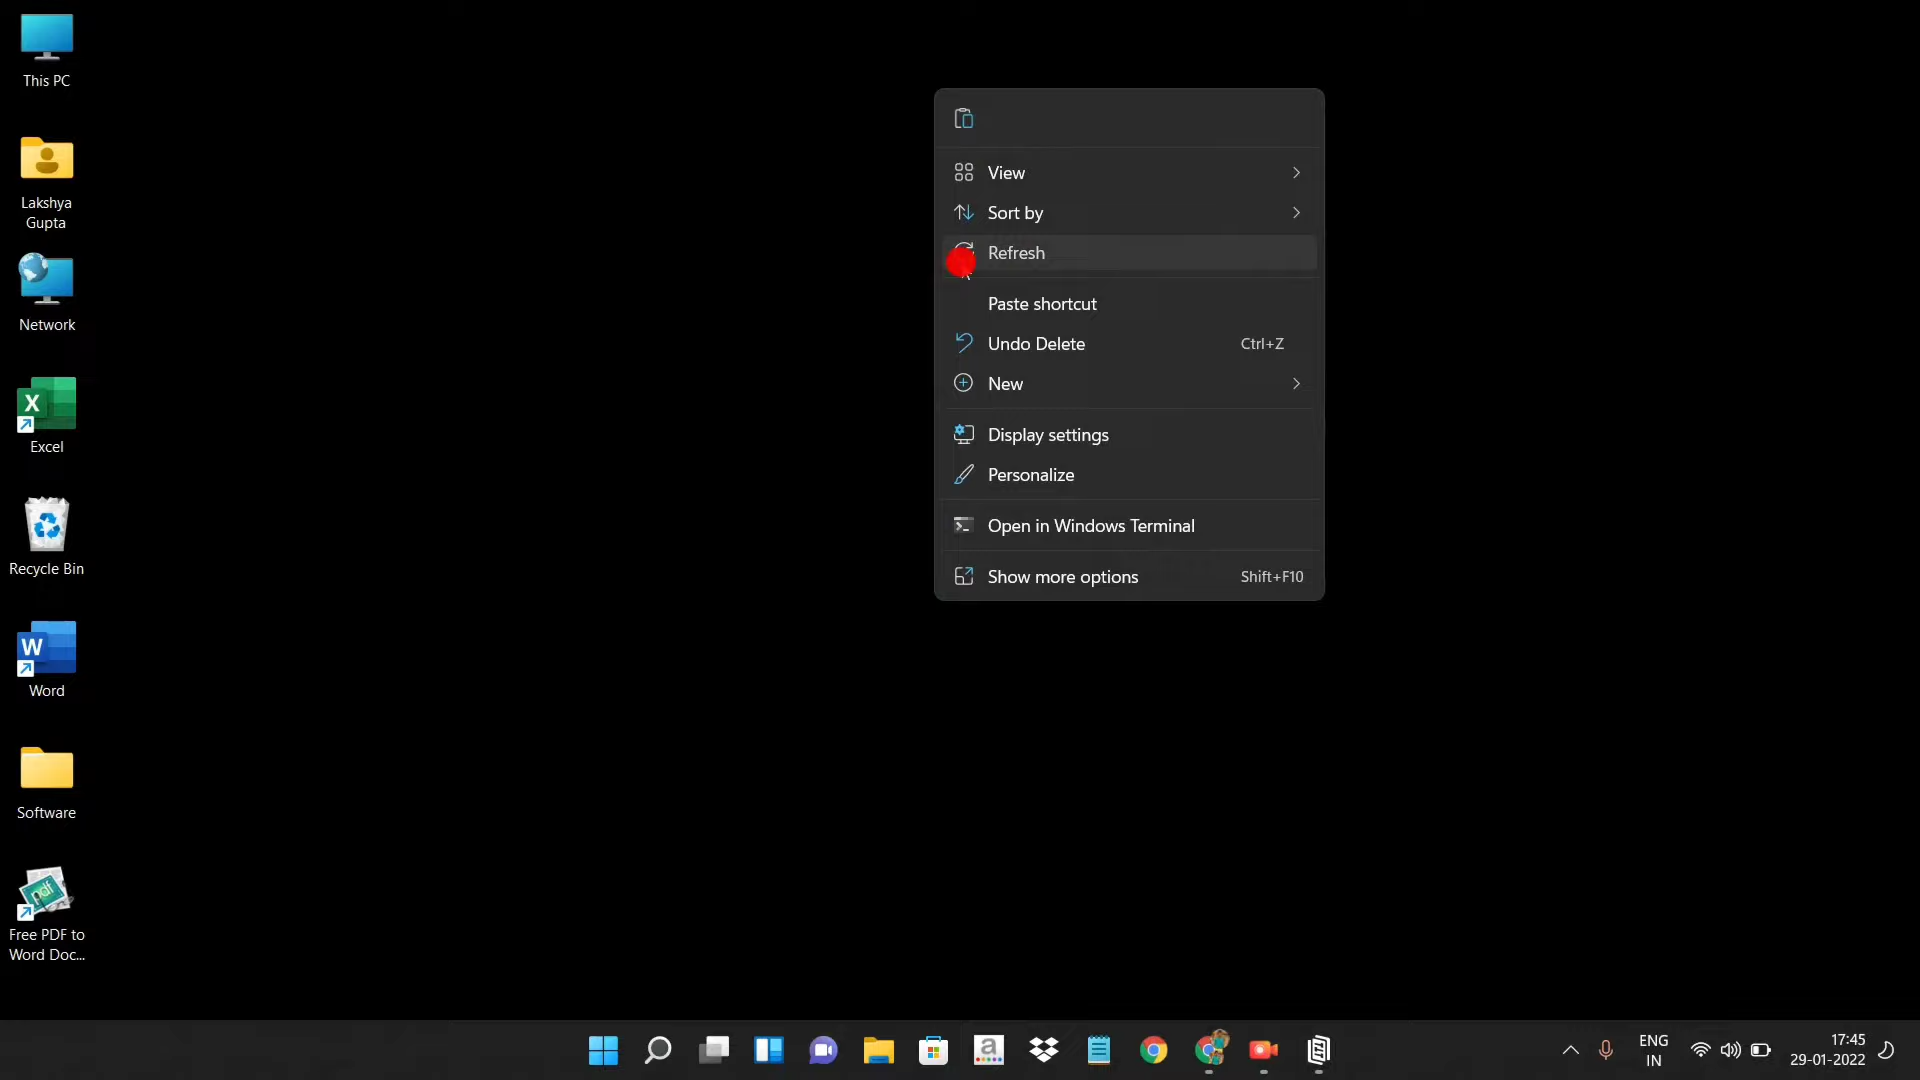 This PC
Lakshya
Gupta
Network
X
Excel
Recycle Bin
W
Word
Software
pdf
Free PDF to
Word Doc...
View
Sort by
Refresh
Paste shortcut
Undo Delete Ctrl+Z
New
Display settings
Personalize
Open in Windows Terminal
Show more options Shift+F10
a
ENG
IN
17:45
29-01-2022